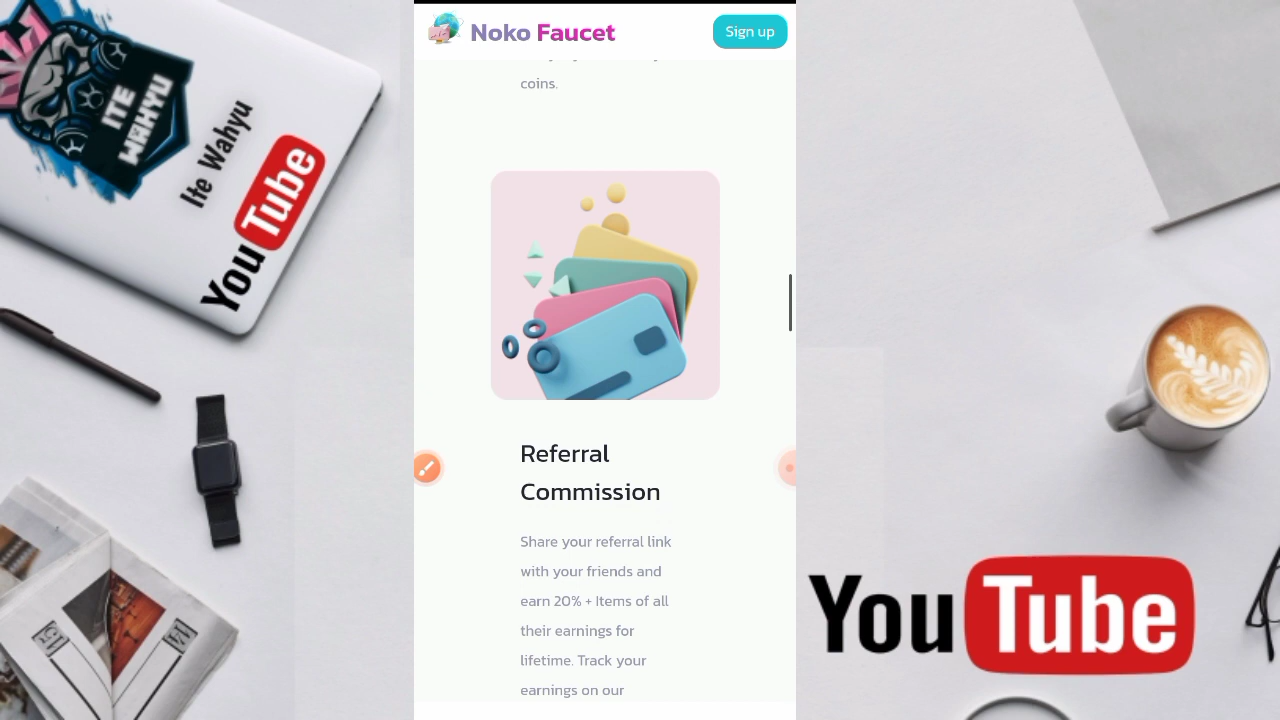 ITE
WAHYU
Ite Wahyu
YouTube
Noko Faucet
Sign up
coins.
Referral
Commission
Share your referral link
with your friends and
earn 20% + Items of all
their earnings for
lifetime. Track your
earnings on our
YouTube